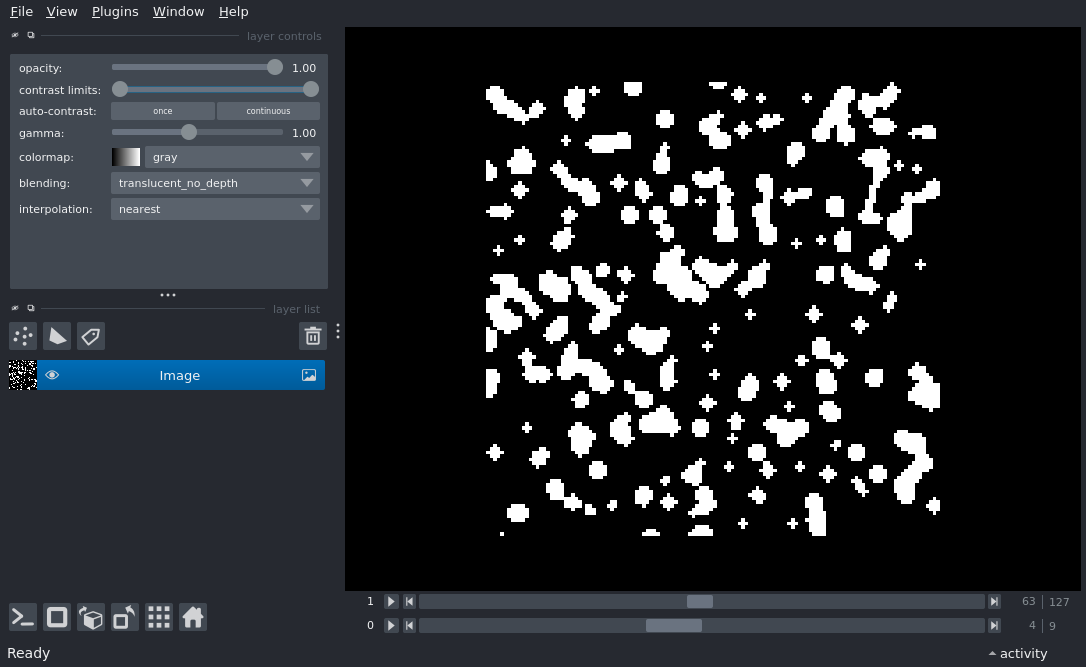 File View Plugins Window Help
layer controls
opacity: 1.00
contrast limits:
auto-contrast: once continuous
gamma: 1.00
colormap: gray
blending: translucent_no_depth
interpolation: nearest
layer list
Image
1 63 127
0 4 9
Ready activity